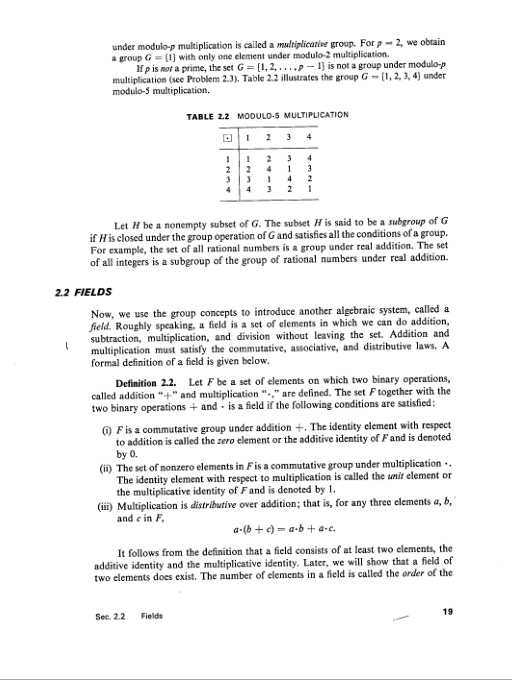 under modulo-p multiplication is called a multiplicative group. For p = 2, we obtain
a group G = {1} with only one element under modulo-2 multiplication.
If p is not a prime, the set G = {1, 2, ..., p − 1} is not a group under modulo-p
multiplication (see Problem 2.3). Table 2.2 illustrates the group G = {1, 2, 3, 4} under
modulo-5 multiplication.
TABLE 2.2 MODULO-5 MULTIPLICATION
⊡ 1 2 3 4
1 1 2 3 4
2 2 4 1 3
3 3 1 4 2
4 4 3 2 1
Let H be a nonempty subset of G. The subset H is said to be a subgroup of G
if H is closed under the group operation of G and satisfies all the conditions of a group.
For example, the set of all rational numbers is a group under real addition. The set
of all integers is a subgroup of the group of rational numbers under real addition.
2.2 FIELDS
Now, we use the group concepts to introduce another algebraic system, called a
field. Roughly speaking, a field is a set of elements in which we can do addition,
subtraction, multiplication, and division without leaving the set. Addition and
multiplication must satisfy the commutative, associative, and distributive laws. A
formal definition of a field is given below.
Definition 2.2. Let F be a set of elements on which two binary operations,
called addition "+" and multiplication "·," are defined. The set F together with the
two binary operations + and · is a field if the following conditions are satisfied:
(i) F is a commutative group under addition +. The identity element with respect
to addition is called the zero element or the additive identity of F and is denoted
by 0.
(ii) The set of nonzero elements in F is a commutative group under multiplication ·.
The identity element with respect to multiplication is called the unit element or
the multiplicative identity of F and is denoted by 1.
(iii) Multiplication is distributive over addition; that is, for any three elements a, b,
and c in F,
a·(b + c) = a·b + a·c.
It follows from the definition that a field consists of at least two elements, the
additive identity and the multiplicative identity. Later, we will show that a field of
two elements does exist. The number of elements in a field is called the order of the
Sec. 2.2 Fields 19